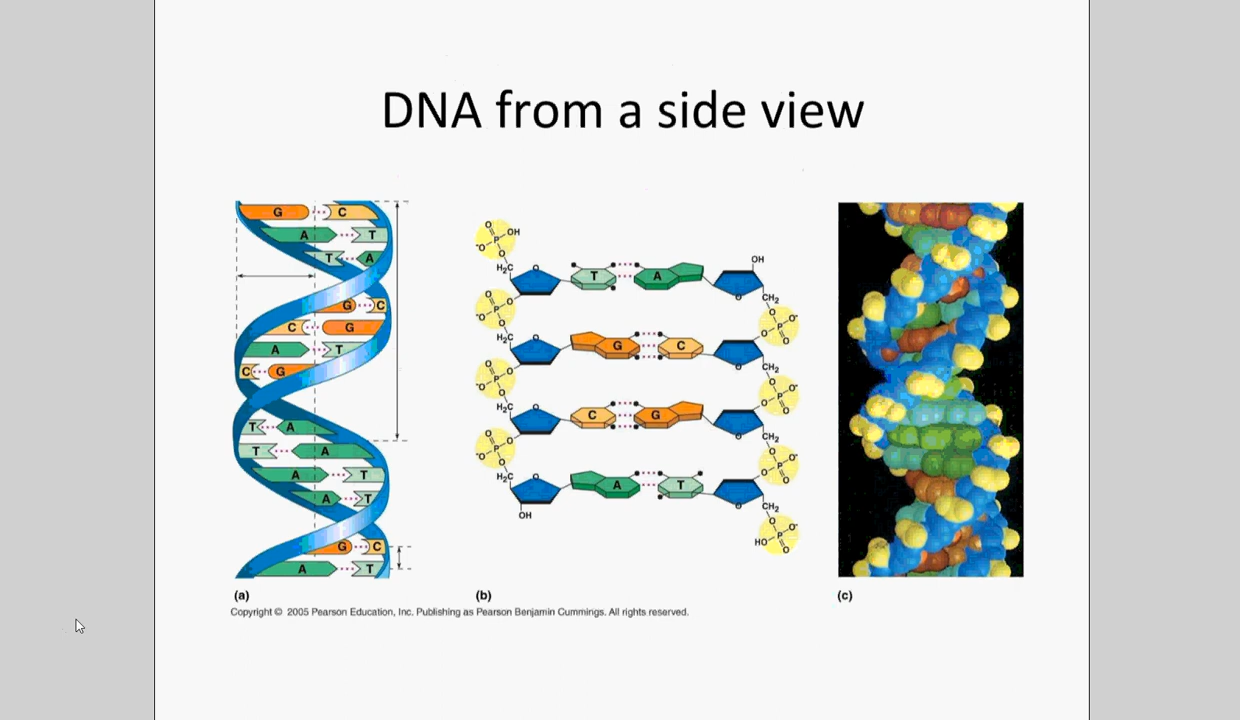 DNA from a side view
G C
A T
T A
G C
C G
A T
C G
T A
T A
A T
A T
G C
A T
O
P OH
-O O
H₂C O
T A
OH
O
CH₂
O
-O P O
O
O O-
P
O O
H₂C O
G C
O
CH₂
O
-O P O
O
O O-
P
O O
H₂C O
C G
O
CH₂
O
-O P O
O
O O-
P
O O
H₂C O
A T
O
CH₂
OH
O O-
HO P
O
(a) (b) (c)
Copyright © 2005 Pearson Education, Inc. Publishing as Pearson Benjamin Cummings. All rights reserved.